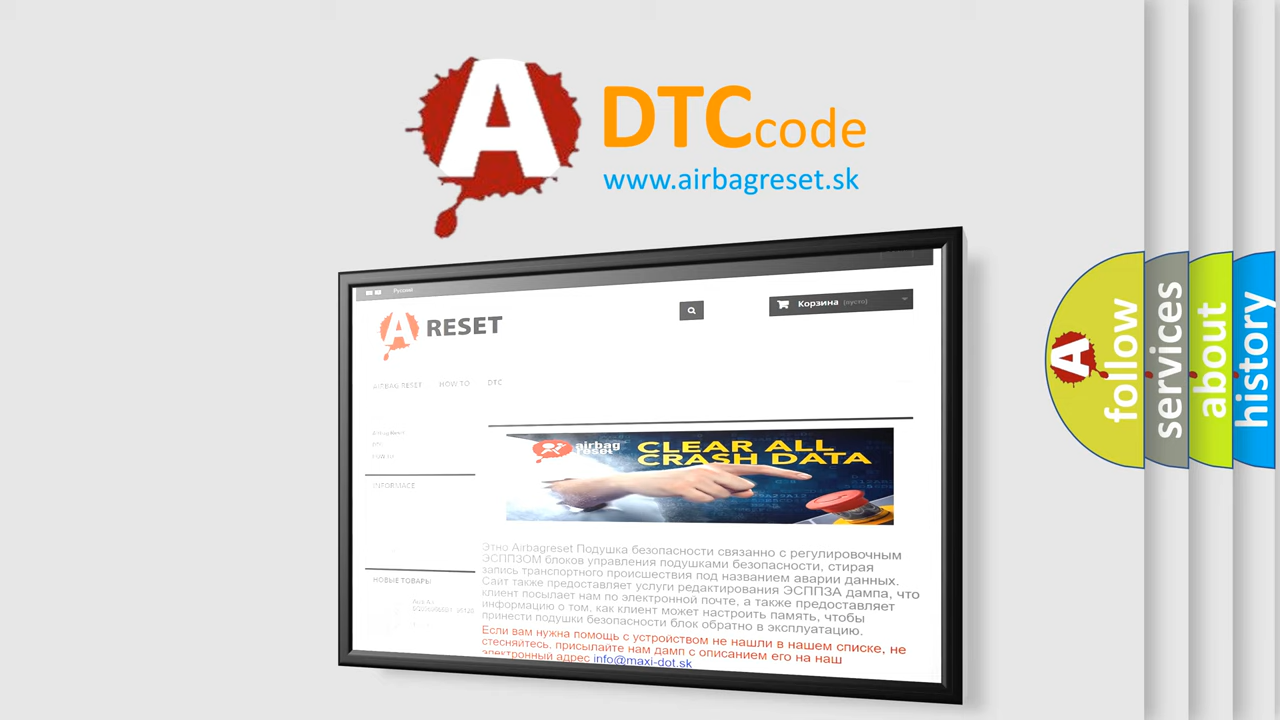 A
DTCcode
www.airbagreset.sk
Русский
Корзина (пусто)
A RESET
AIRBAG RESET HOW TO DTC
INFORMACE
НОВЫЕ ТОВАРЫ
airbag
reset
CLEAR ALL
CRASH DATA
Этно Airbagreset Подушка безопасности связанно с регулировочным
ЭСППЗОМ блоков управления подушками безопасности, стирая
запись транспортного происшествия под названием аварии данных.
Сайт также предоставляет услуги редактирования ЭСППЗА дампа, что
клиент посылает нам по электронной почте, а также предоставляет
информацию о том, как клиент может настроить память, чтобы
принести подушки безопасности блок обратно в эксплуатацию.
Если вам нужна помощь с устройством не нашли в нашем списке, не
стесняйтесь, присылайте нам дамп с описанием его на наш
электронный адрес info@maxi-dot.sk
A
follow
services
about
history